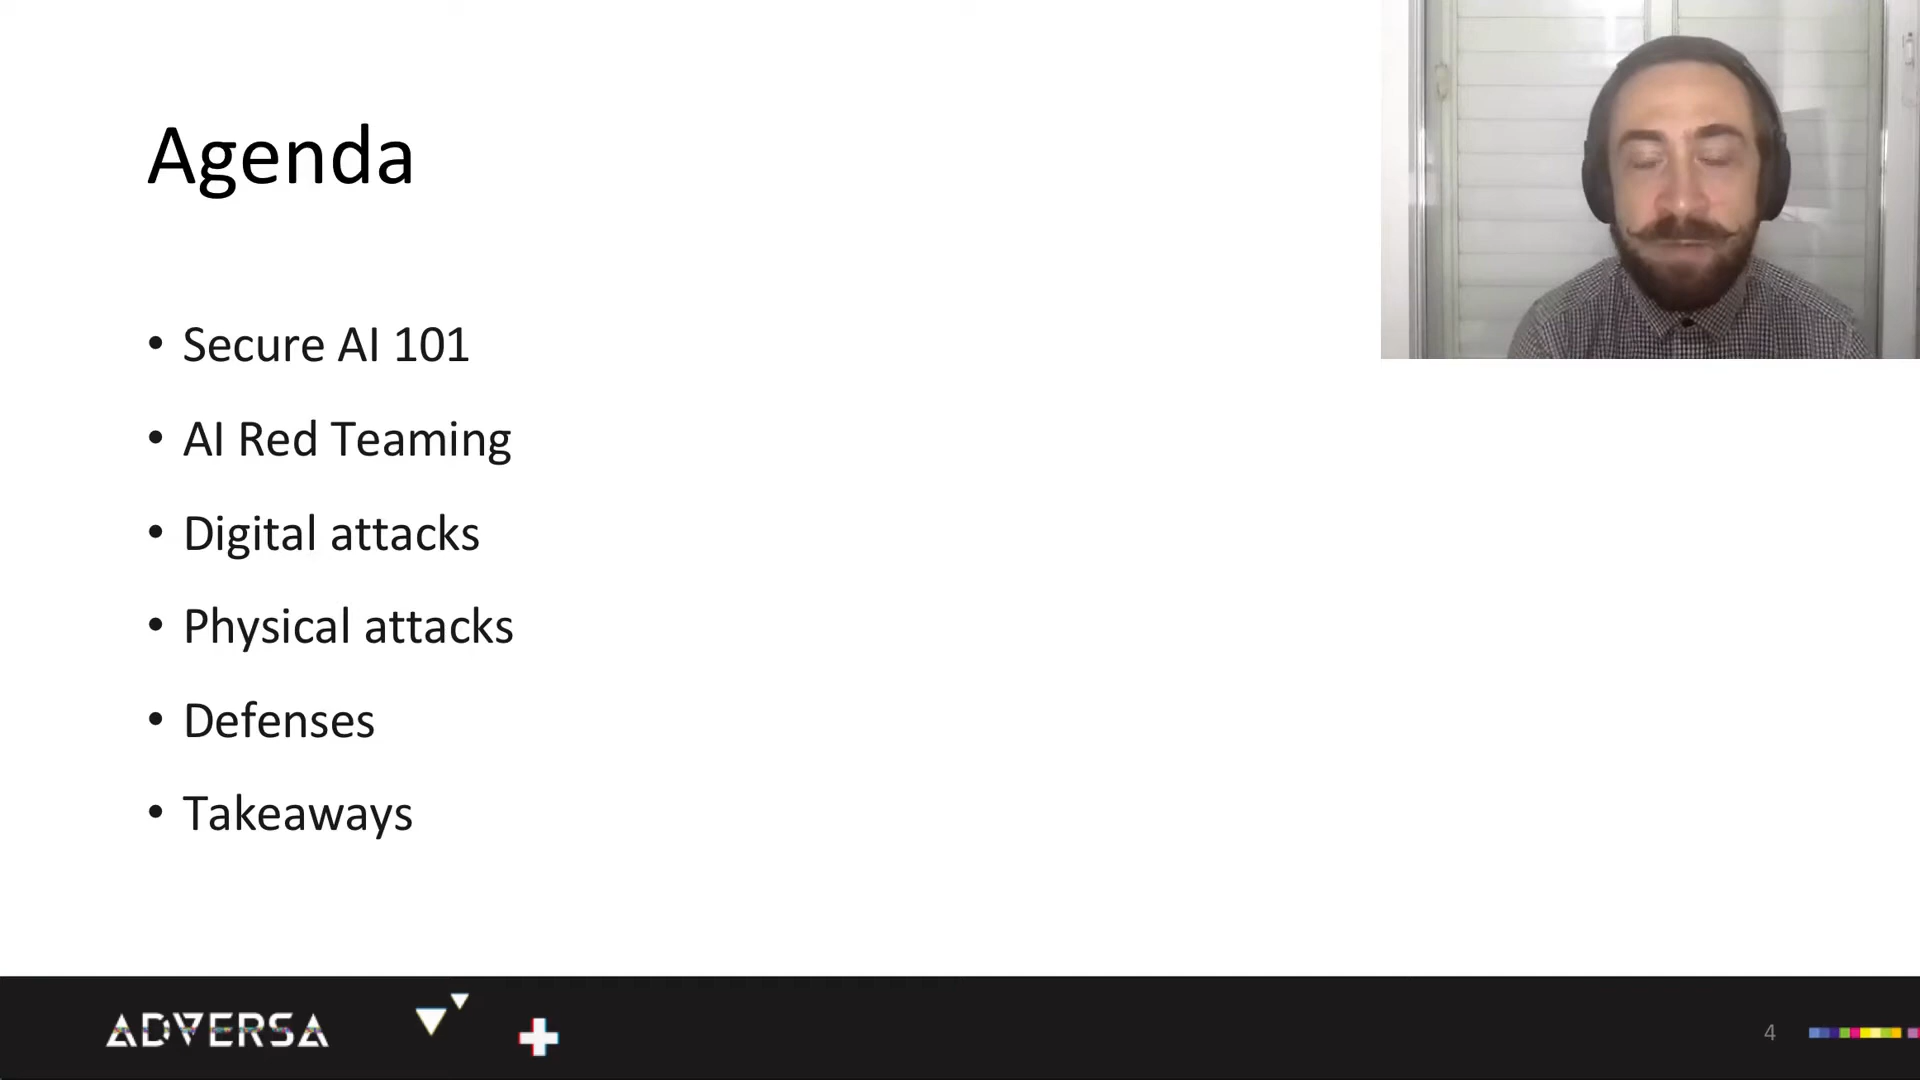 Agenda
• Secure AI 101
• AI Red Teaming
• Digital attacks
• Physical attacks
• Defenses
• Takeaways
ADVERSA
4